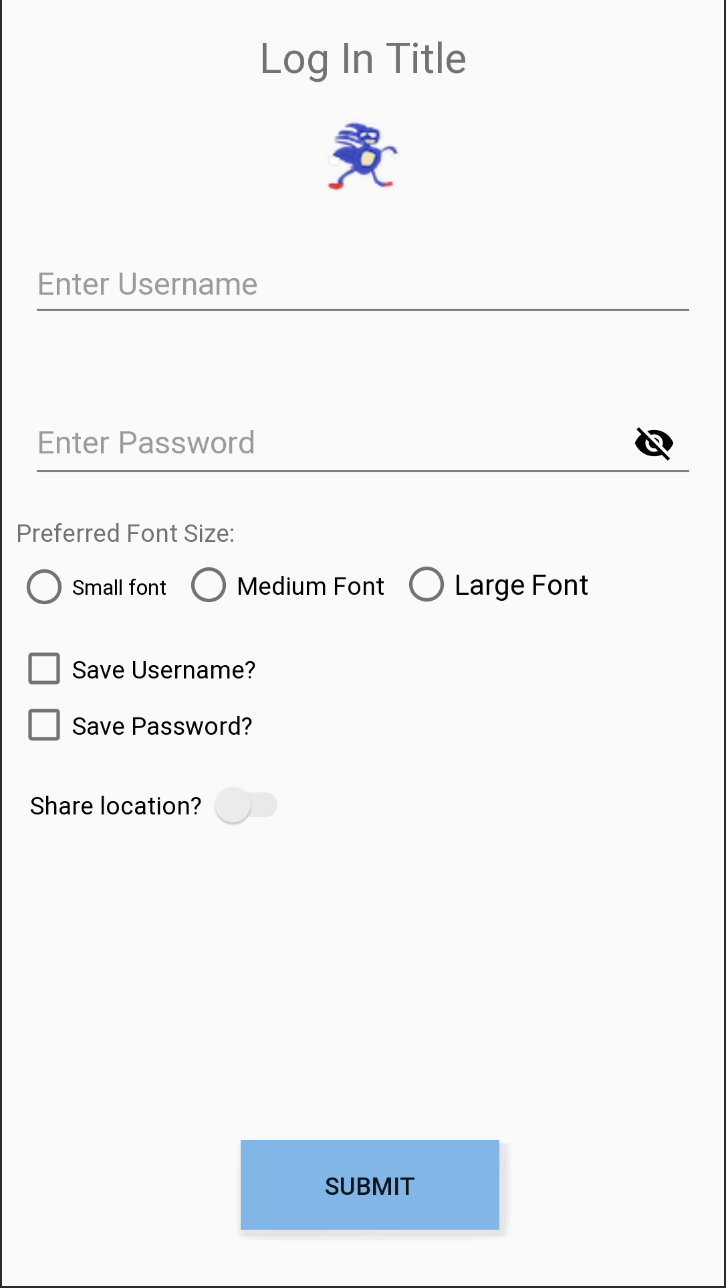 Log In Title
Enter Username
Enter Password
Preferred Font Size:
Small font Medium Font Large Font
Save Username?
Save Password?
Share location?
SUBMIT